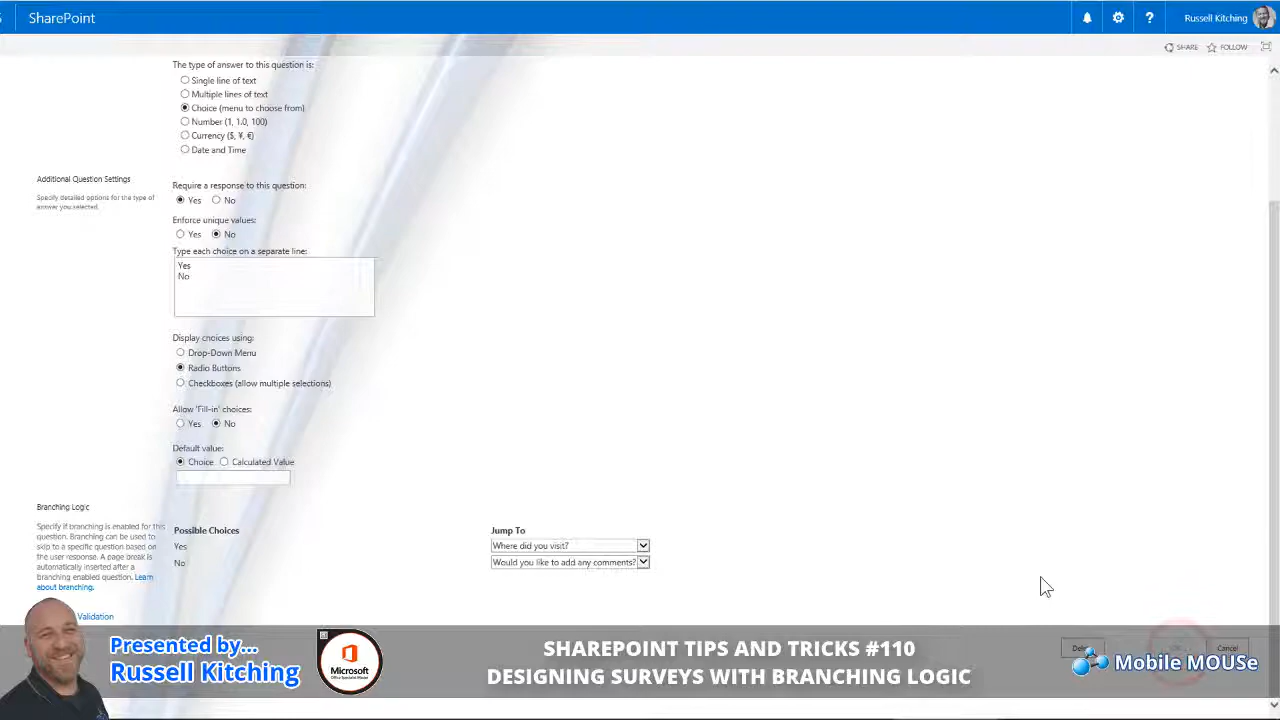 SharePoint
?
Russell Kitching
SHARE
FOLLOW
The type of answer to this question is:
Single line of text
Multiple lines of text
Choice (menu to choose from)
Number (1, 1.0, 100)
Currency ($, ¥, €)
Date and Time
Additional Question Settings
Specify detailed options for the type of
answer you selected.
Require a response to this question:
Yes No
Enforce unique values:
Yes No
Type each choice on a separate line:
Yes
No
Display choices using:
Drop-Down Menu
Radio Buttons
Checkboxes (allow multiple selections)
Allow 'Fill-in' choices:
Yes No
Default value:
Choice Calculated Value
Branching Logic
Specify if branching is enabled for this
question. Branching can be used to
skip to a specific question based on
the user response. A page break is
automatically inserted after a
branching enabled question. Learn
about branching.
Possible Choices Jump To
Yes Where did you visit?
No Would you like to add any comments?
Validation
Cancel
Presented by...
Russell Kitching
Microsoft
Office Specialist Master
SHAREPOINT TIPS AND TRICKS #110
DESIGNING SURVEYS WITH BRANCHING LOGIC
Mobile MOUSe